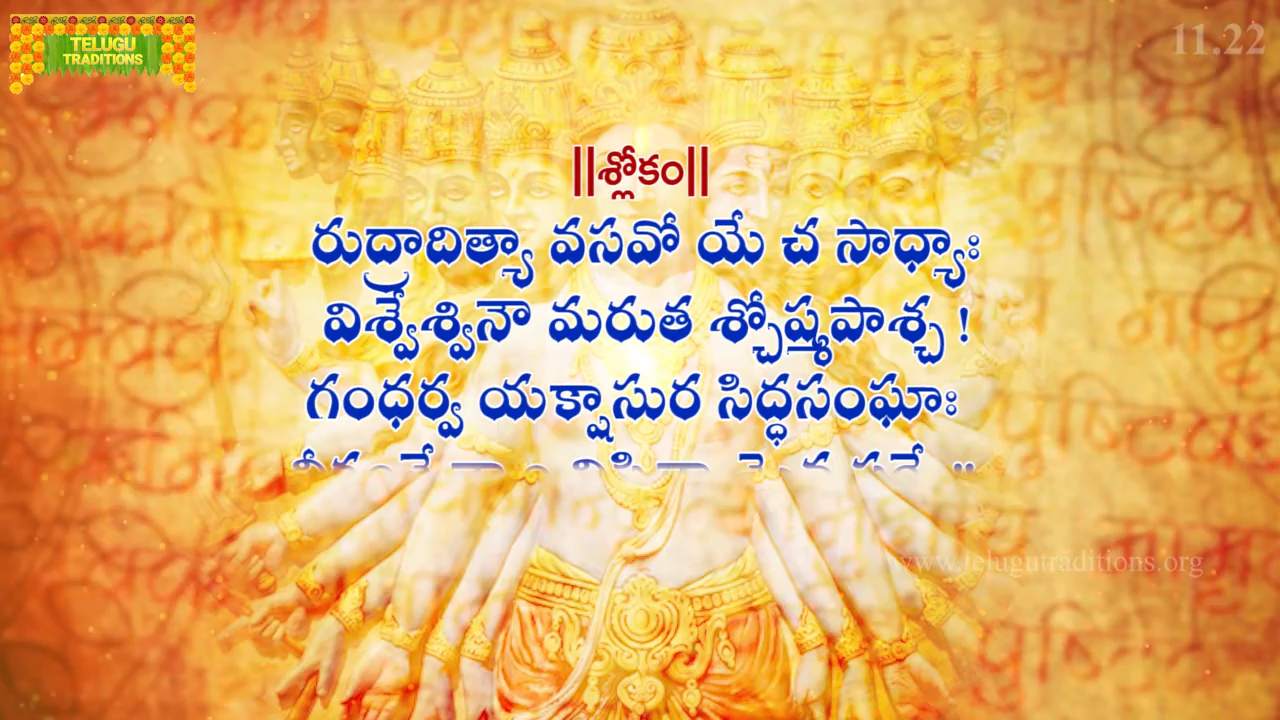 TELUGU
TRADITIONS
11.22
||శ్లోకం||
రుద్రాదిత్యా వసవో యే చ సాధ్యాః
విశ్వేశ్వినౌ మరుత శ్చోష్మపాశ్చ !
గంధర్వ యక్షాసుర సిద్ధసంఘాః
www.telugutraditions.org